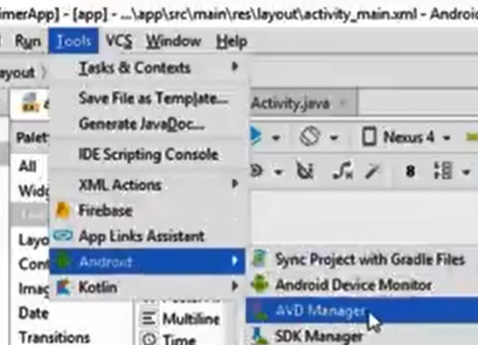 imerApp] - [app] - ...\app\src\main\res\layout\activity_main.xml - Android
Run Tools VCS Window Help
ayout
Tasks & Contexts
Save File as Template...
Activity.java
Generate JavaDoc...
Palet
Nexus 4
IDE Scripting Console
All
Widg
XML Actions
8
Firebase
Layo
App Links Assistant
Cont
Android
Sync Project with Gradle Files
Imag
Kotlin
Android Device Monitor
Date
Multiline
AVD Manager
Transitions
Time
SDK Manager